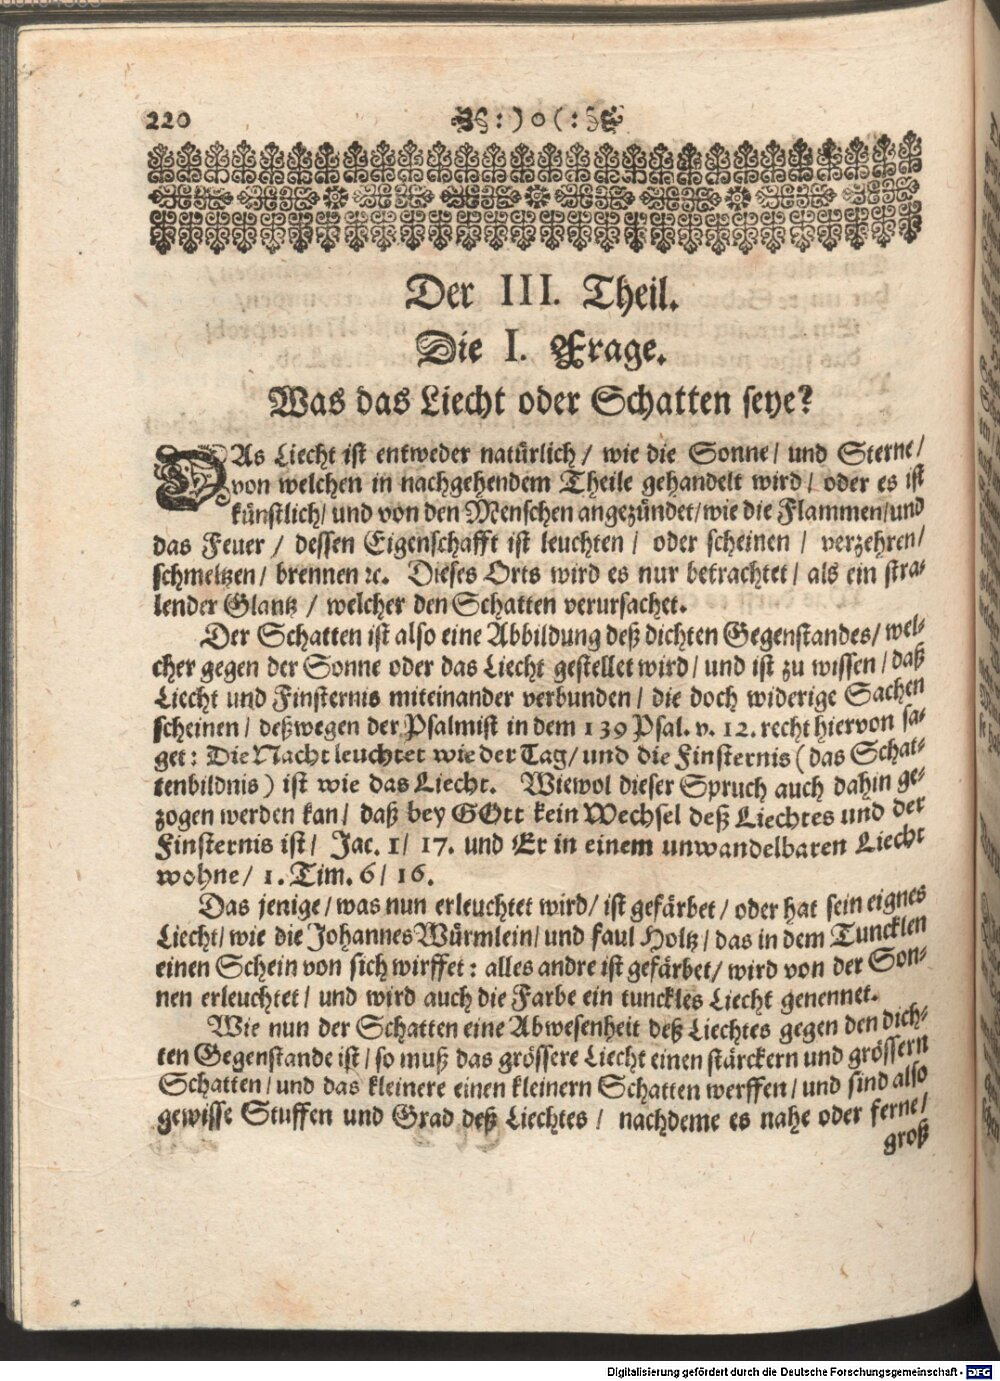 220 :)o(:
Der III. Theil.
Die I. Frage.
Was das Liecht oder Schatten seye?
DAs Liecht ist entweder natürlich/ wie die Sonne/ und Sterne/
von welchen in nachgehendem Theile gehandelt wird/ oder es ist
künstlich/ und von den Menschen angezündet/ wie die Flammen/ und
das Feuer / dessen Eigenschafft ist leuchten / oder scheinen / verzehren/
schmeltzen/ brennen ꝛc. Dieses Orts wird es nur betrachtet/ als ein stra-
lender Glantz / welcher den Schatten verursachet.
Der Schatten ist also eine Abbildung deß dichten Gegenstandes/ wel-
cher gegen der Sonne oder das Liecht gestellet wird/ und ist zu wissen / daß
Liecht und Finsternis miteinander verbunden / die doch widerige Sachen
scheinen / deßwegen der Psalmist in dem 139 Psal. v. 12. recht hiervon sa-
get: Die Nacht leuchtet wie der Tag/ und die Finsternis (das Schat-
tenbildnis) ist wie das Liecht. Wiewol dieser Spruch auch dahin ge-
zogen werden kan/ daß bey GOtt kein Wechsel deß Liechtes und der
Finsternis ist/ Jac. 1/ 17. und Er in einem unwandelbaren Liecht
wohne/ 1. Tim. 6/ 16.
Das jenige/ was nun erleuchtet wird/ ist gefärbet/ oder hat sein eignes
Liecht/ wie die Johannes Würmlein/ und faul Holtz/ das in dem Tuncklen
einen Schein von sich wirffet: alles andre ist gefärbet/ wird von der Son-
nen erleuchtet/ und wird auch die Farbe ein tunckles Liecht genennet.
Wie nun der Schatten eine Abwesenheit deß Liechtes gegen den dich-
ten Gegenstande ist/ so muß das grössere Liecht einen stärckern und grössern
Schatten/ und das kleinere einen kleinern Schatten werffen/ und sind also
gewisse Stuffen und Grad deß Liechtes / nachdeme es nahe oder ferne/
groß
Digitalisierung gefördert durch die Deutsche Forschungsgemeinschaft - DFG